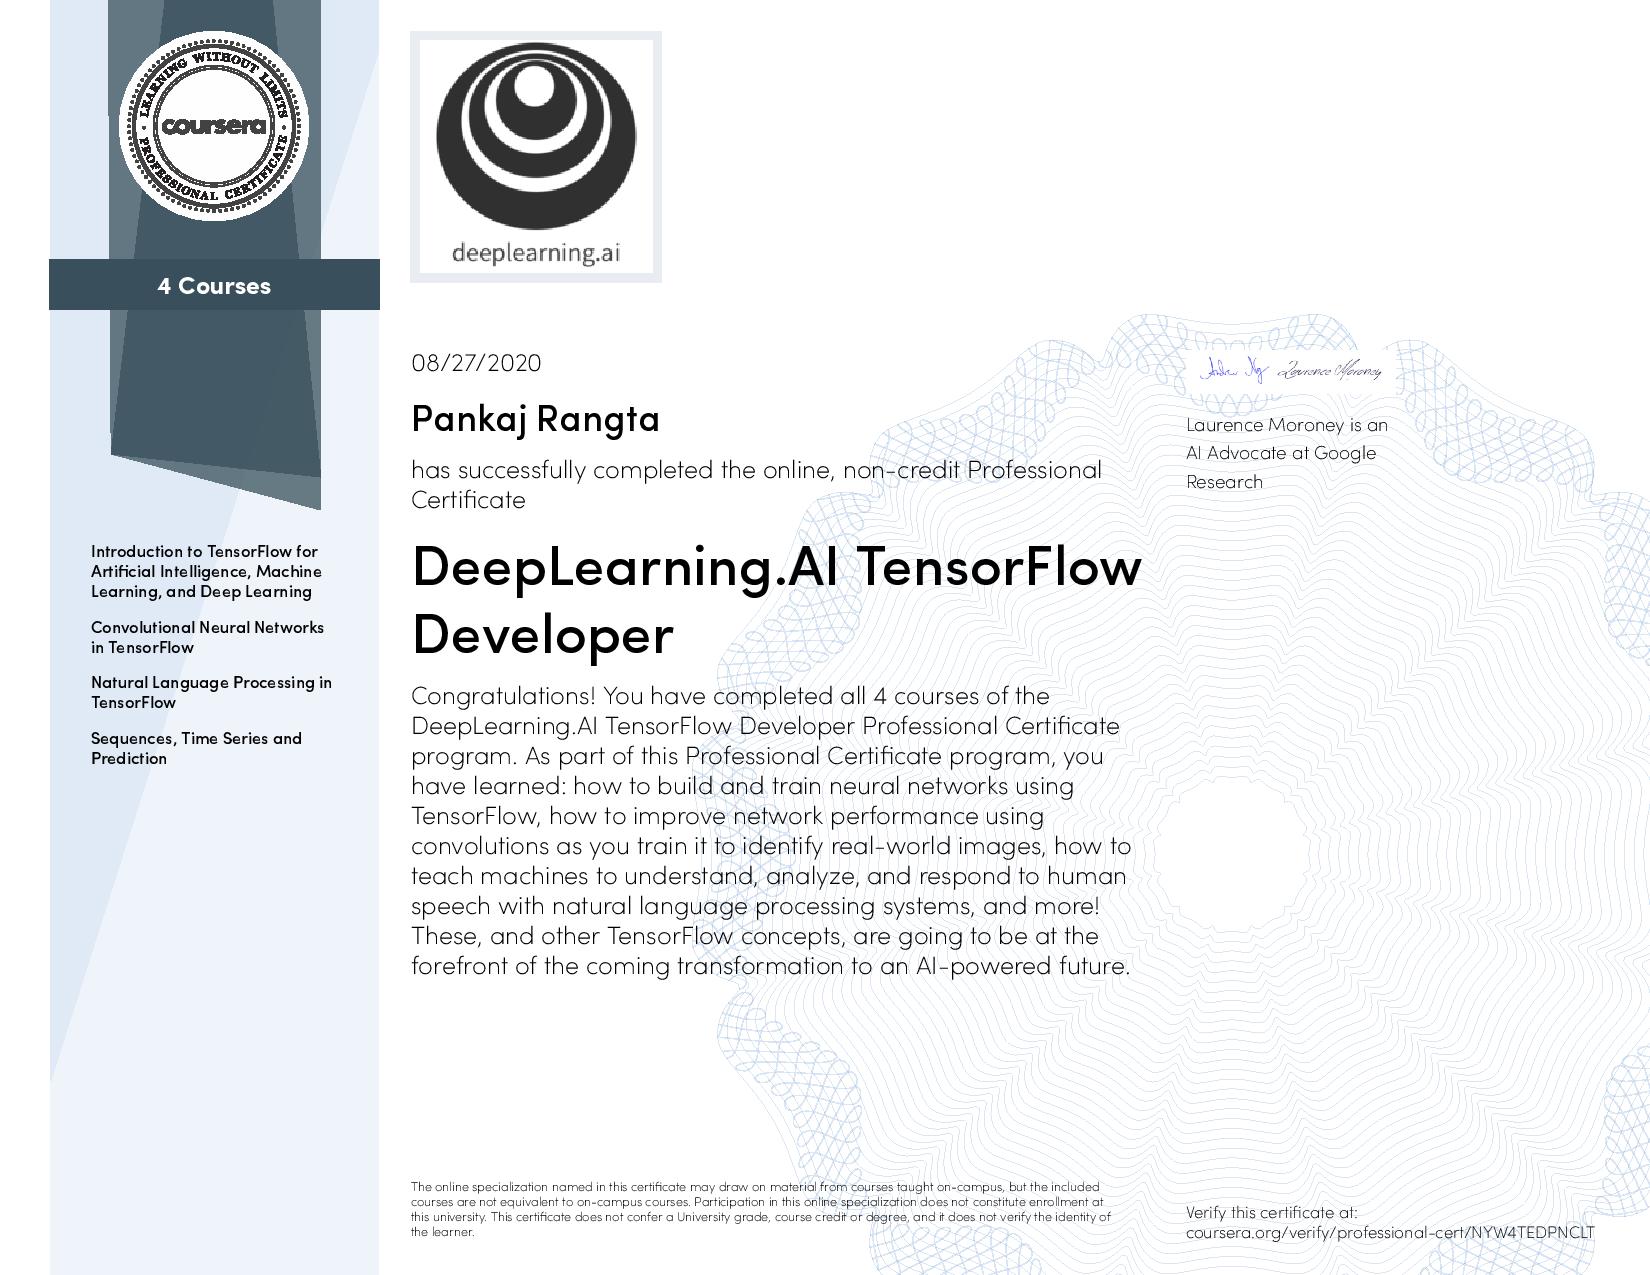 LEARNING WITHOUT LIMITS
coursera
PROFESSIONAL CERTIFICATE
4 Courses
Introduction to TensorFlow for
Artificial Intelligence, Machine
Learning, and Deep Learning
Convolutional Neural Networks
in TensorFlow
Natural Language Processing in
TensorFlow
Sequences, Time Series and
Prediction
deeplearning.ai
08/27/2020
Pankaj Rangta
has successfully completed the online, non-credit Professional
Certificate
DeepLearning.AI TensorFlow
Developer
Congratulations! You have completed all 4 courses of the
DeepLearning.AI TensorFlow Developer Professional Certificate
program. As part of this Professional Certificate program, you
have learned: how to build and train neural networks using
TensorFlow, how to improve network performance using
convolutions as you train it to identify real-world images, how to
teach machines to understand, analyze, and respond to human
speech with natural language processing systems, and more!
These, and other TensorFlow concepts, are going to be at the
forefront of the coming transformation to an AI-powered future.
Andrew Ng Laurence Moroney
Laurence Moroney is an
AI Advocate at Google
Research
The online specialization named in this certificate may draw on material from courses taught on-campus, but the included
courses are not equivalent to on-campus courses. Participation in this online specialization does not constitute enrollment at
this university. This certificate does not confer a University grade, course credit or degree, and it does not verify the identity of
the learner.
Verify this certificate at:
coursera.org/verify/professional-cert/NYW4TEDPNCLT